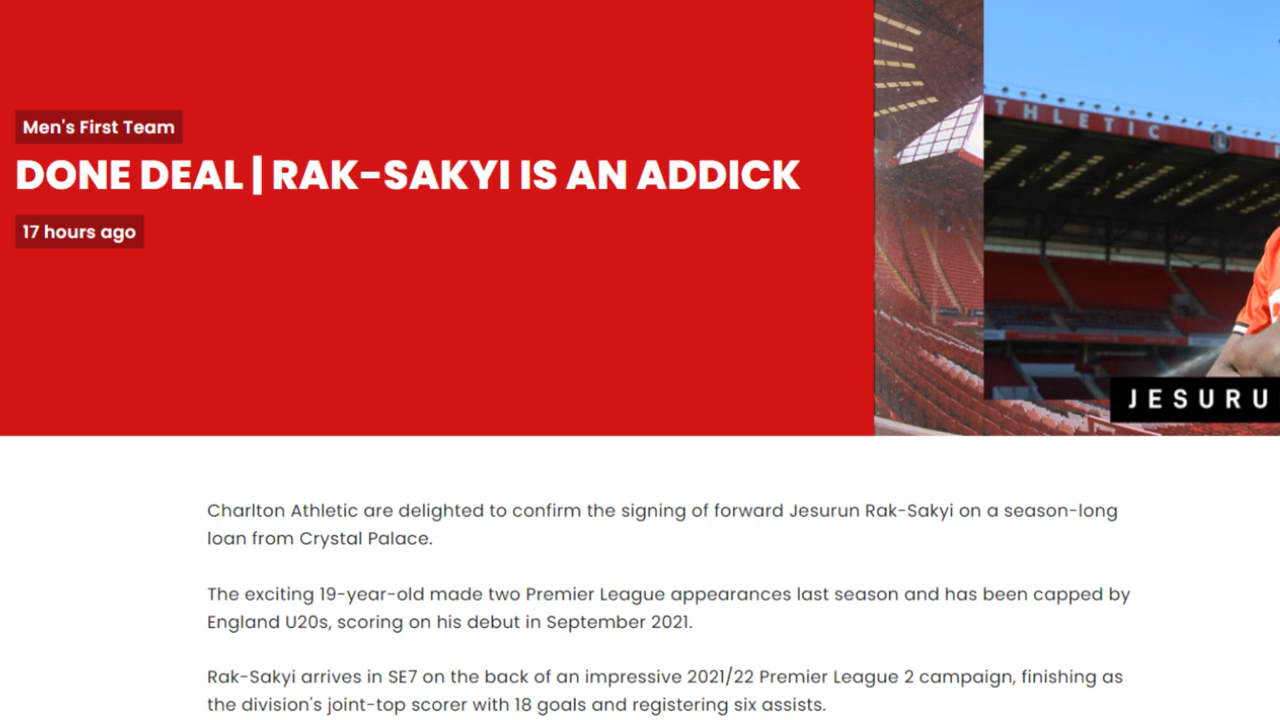 Men's First Team
DONE DEAL | RAK-SAKYI IS AN ADDICK
17 hours ago
THLETIC
JESURU
Charlton Athletic are delighted to confirm the signing of forward Jesurun Rak-Sakyi on a season-long
loan from Crystal Palace.
The exciting 19-year-old made two Premier League appearances last season and has been capped by
England U20s, scoring on his debut in September 2021.
Rak-Sakyi arrives in SE7 on the back of an impressive 2021/22 Premier League 2 campaign, finishing as
the division's joint-top scorer with 18 goals and registering six assists.